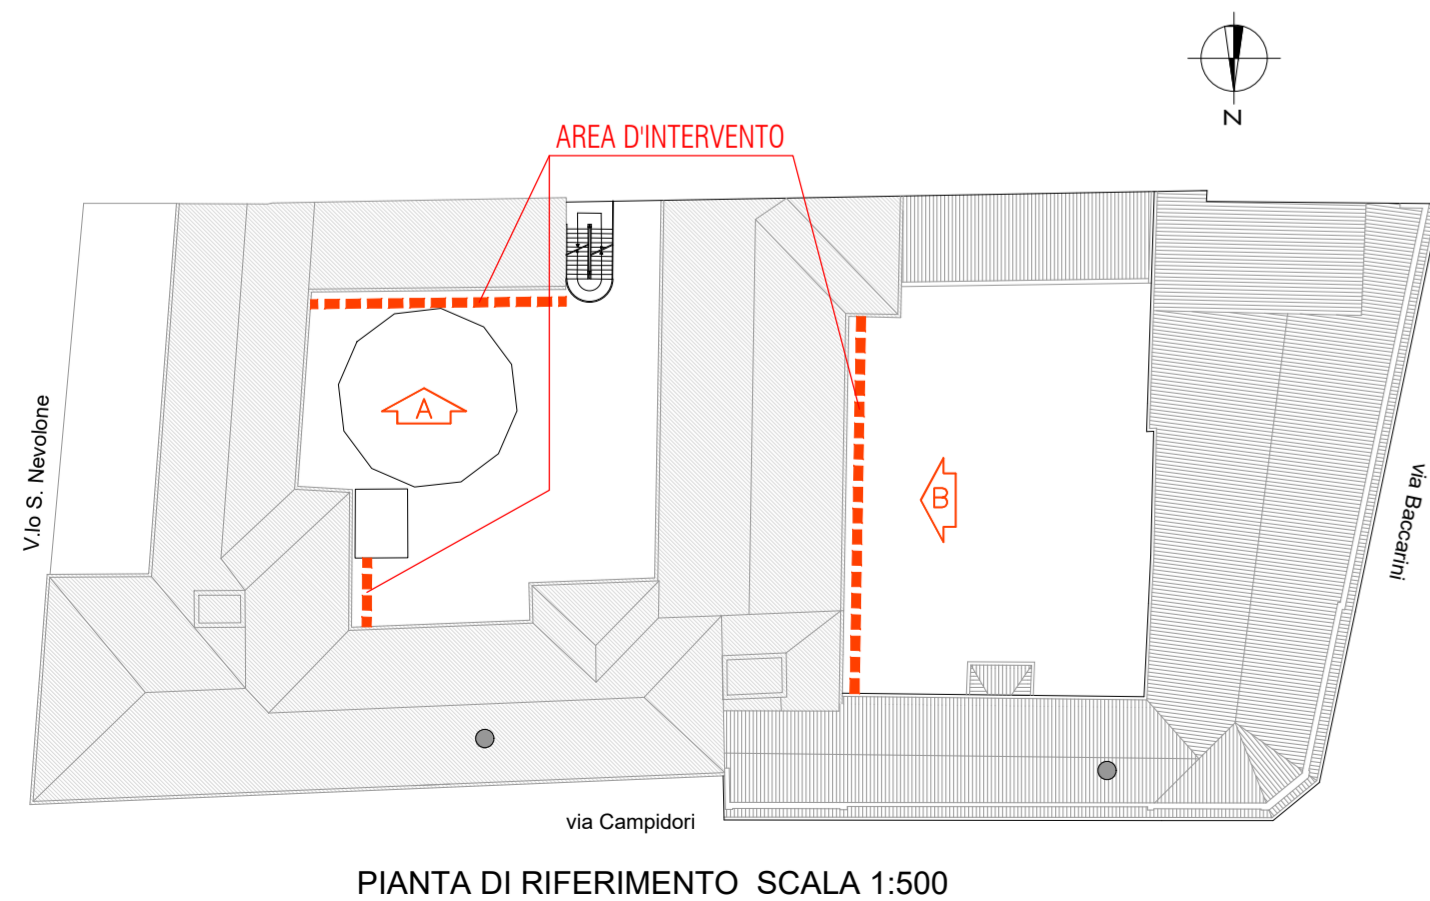 N
AREA D'INTERVENTO
V.lo S. Nevolone
A
B
via Baccarini
via Campidori
PIANTA DI RIFERIMENTO SCALA 1:500